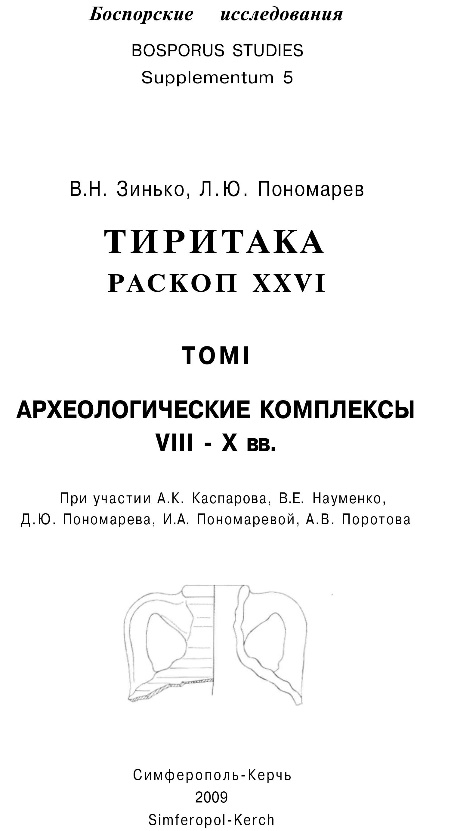 Боспорские исследования
BOSPORUS STUDIES
Supplementum 5
В.Н. Зинько, Л.Ю. Пономарев
ТИРИТАКА
РАСКОП XXVI
ТОМ I
АРХЕОЛОГИЧЕСКИЕ КОМПЛЕКСЫ
VIII - X вв.
При участии А.К. Каспарова, В.Е. Науменко,
Д.Ю. Пономарева, И.А. Пономаревой, А.В. Поротова
Симферополь-Керчь
2009
Simferopol-Kerch